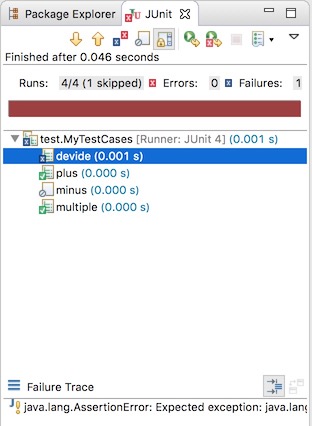 Package Explorer JUnit
Finished after 0.046 seconds
Runs: 4/4 (1 skipped) Errors: 0 Failures: 1
test.MyTestCases [Runner: JUnit 4] (0.001 s)
devide (0.001 s)
plus (0.000 s)
minus (0.000 s)
multiple (0.000 s)
Failure Trace
java.lang.AssertionError: Expected exception: java.lang